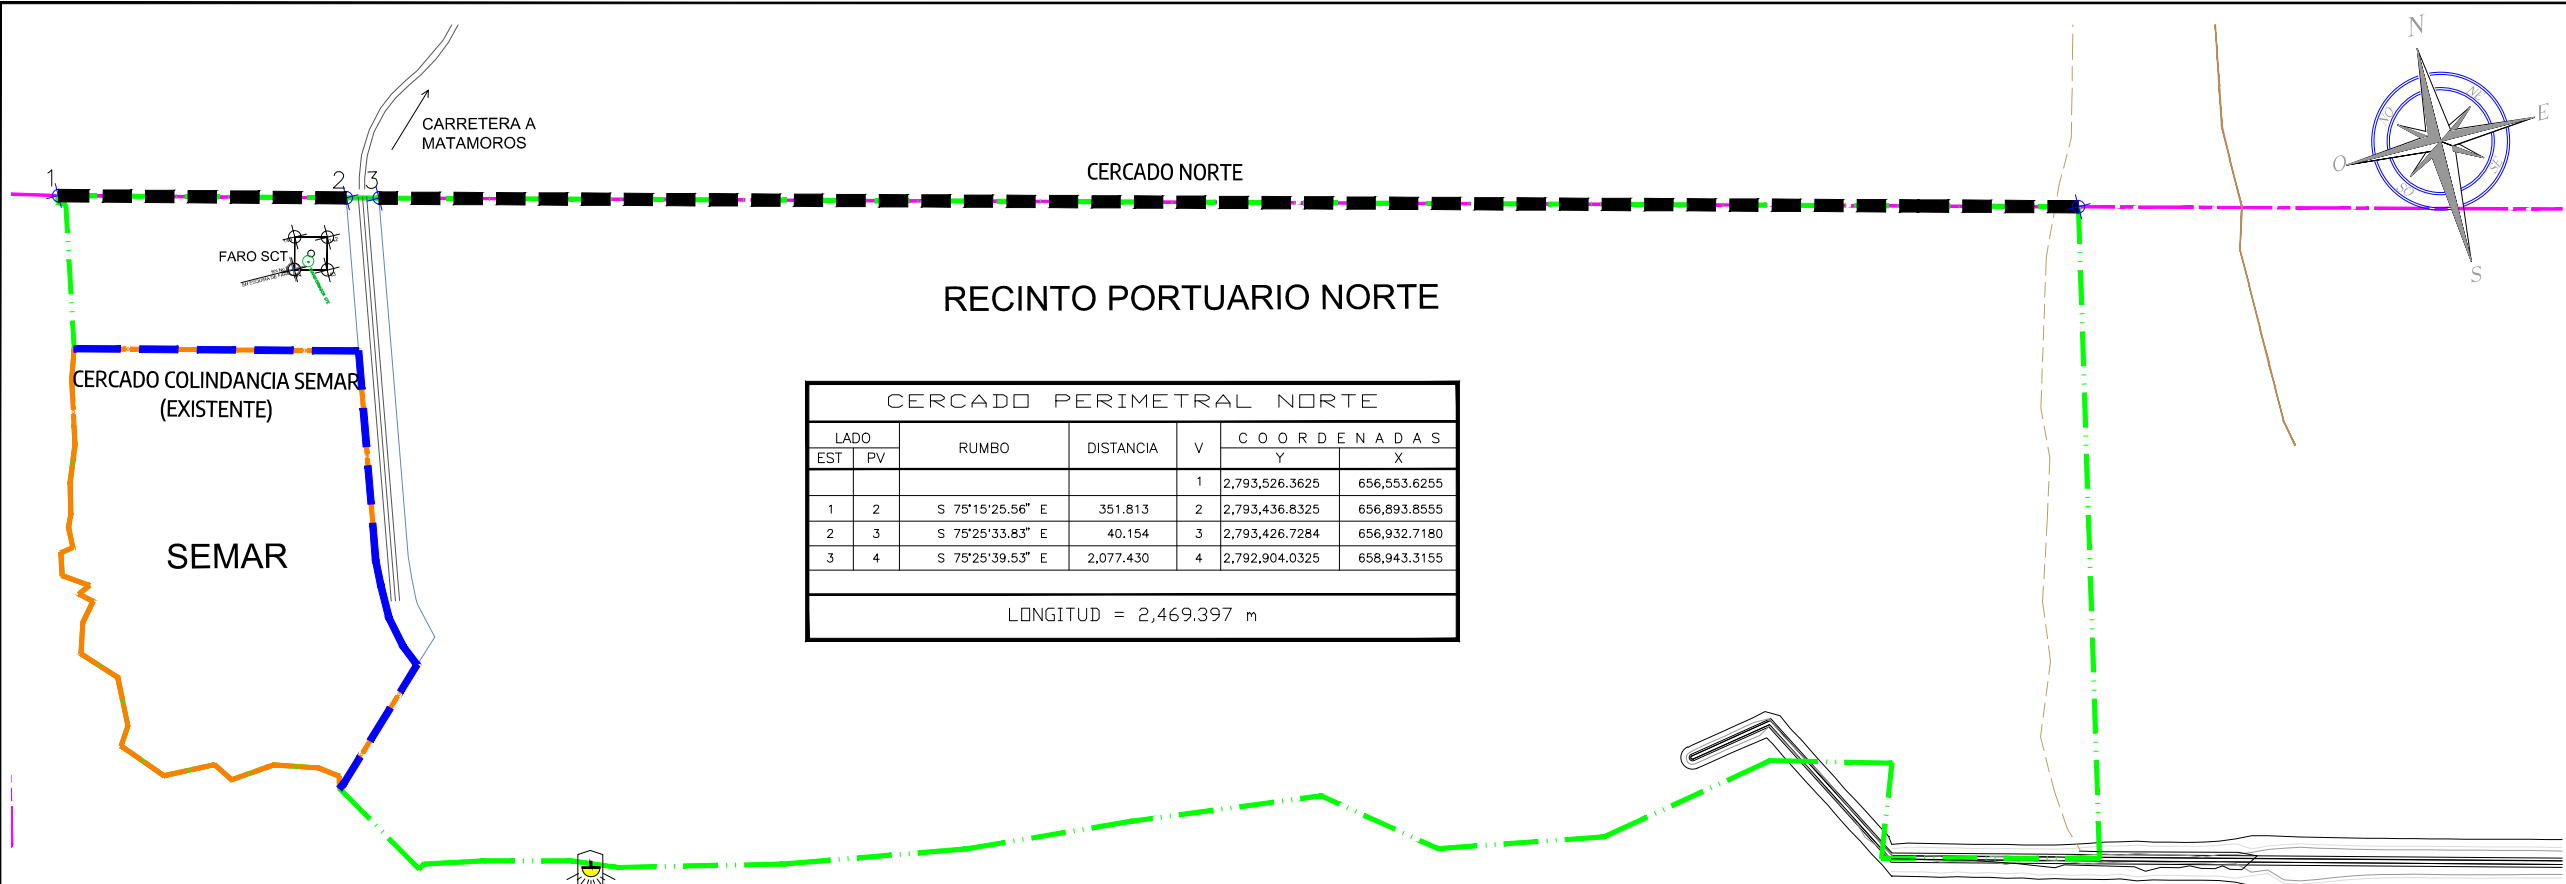 N
NE
E
SE
S
SO
O
NO
CARRETERA A
MATAMOROS
1
2
3
CERCADO NORTE
FARO SCT
RECINTO PORTUARIO NORTE
CERCADO COLINDANCIA SEMAR
(EXISTENTE)
SEMAR
CERCADO PERIMETRAL NORTE
LADO RUMBO DISTANCIA V C O O R D E N A D A S
EST PV Y X
1 2,793,526.3625 656,553.6255
1 2 S 75°15'25.56" E 351.813 2 2,793,436.8325 656,893.8555
2 3 S 75°25'33.83" E 40.154 3 2,793,426.7284 656,932.7180
3 4 S 75°25'39.53" E 2,077.430 4 2,792,904.0325 658,943.3155
LONGITUD = 2,469.397 m